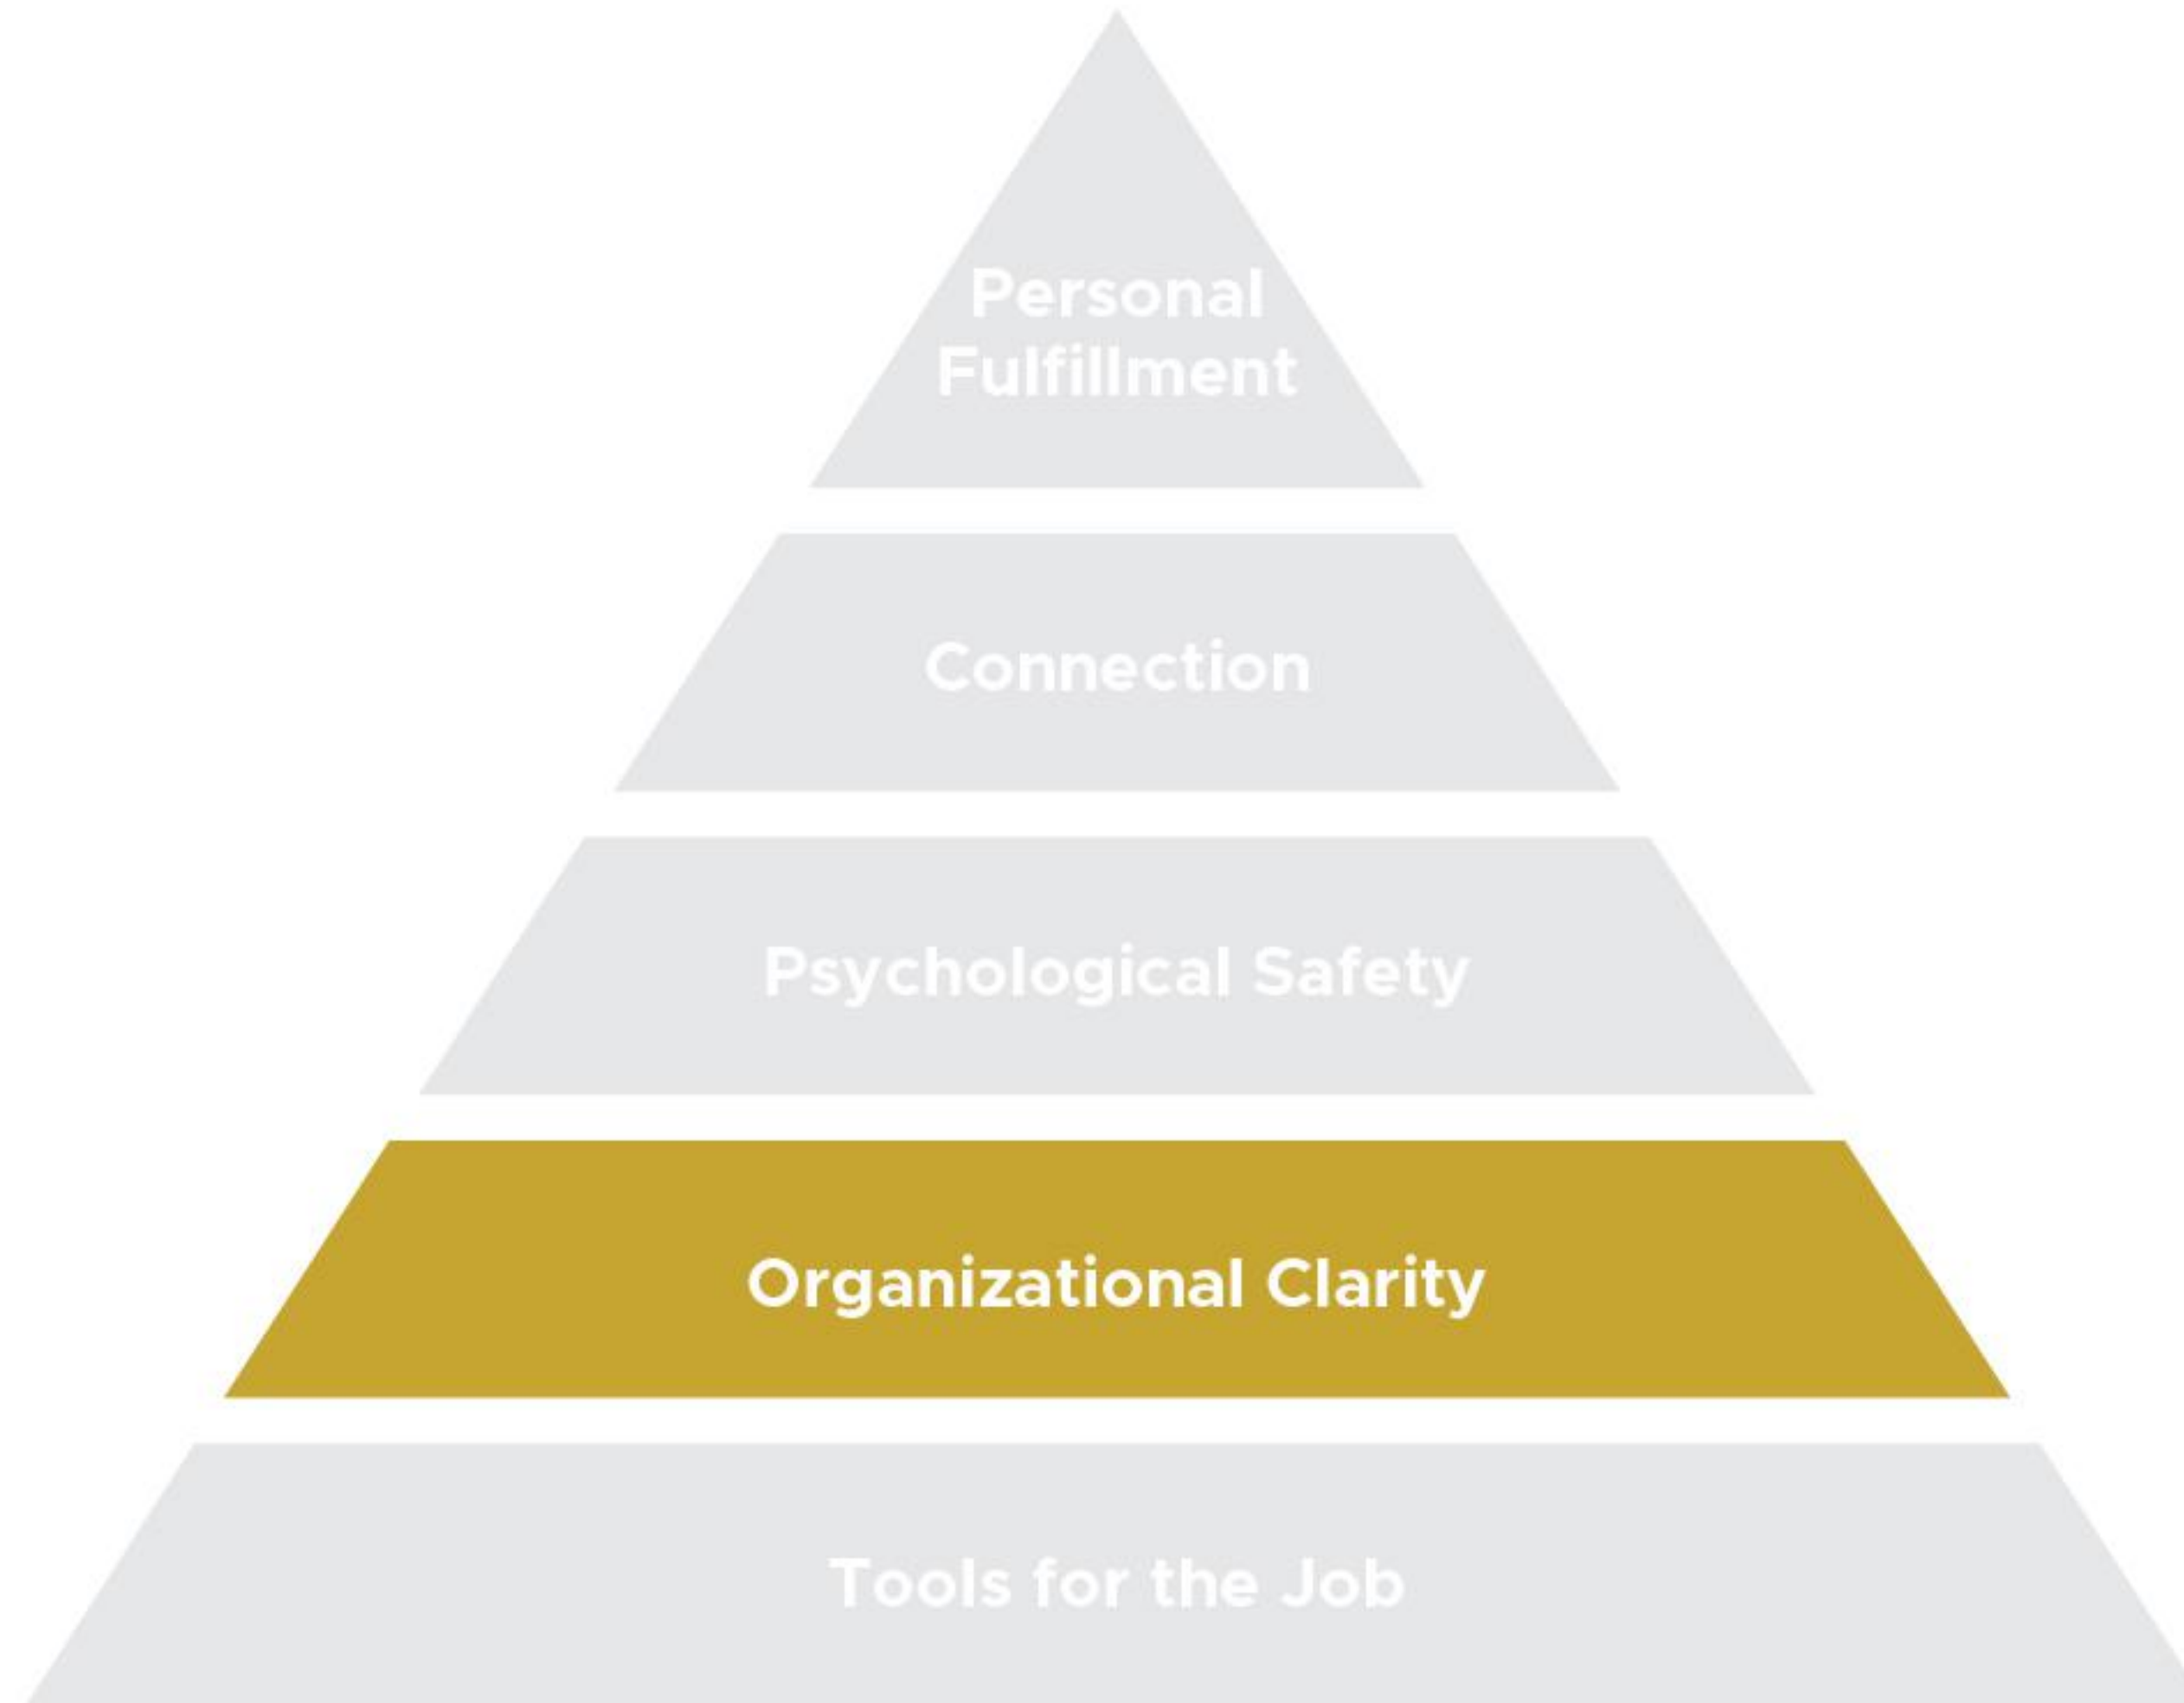 Personal
Fulfillment
Connection
Psychological Safety
Organizational Clarity
Tools for the Job